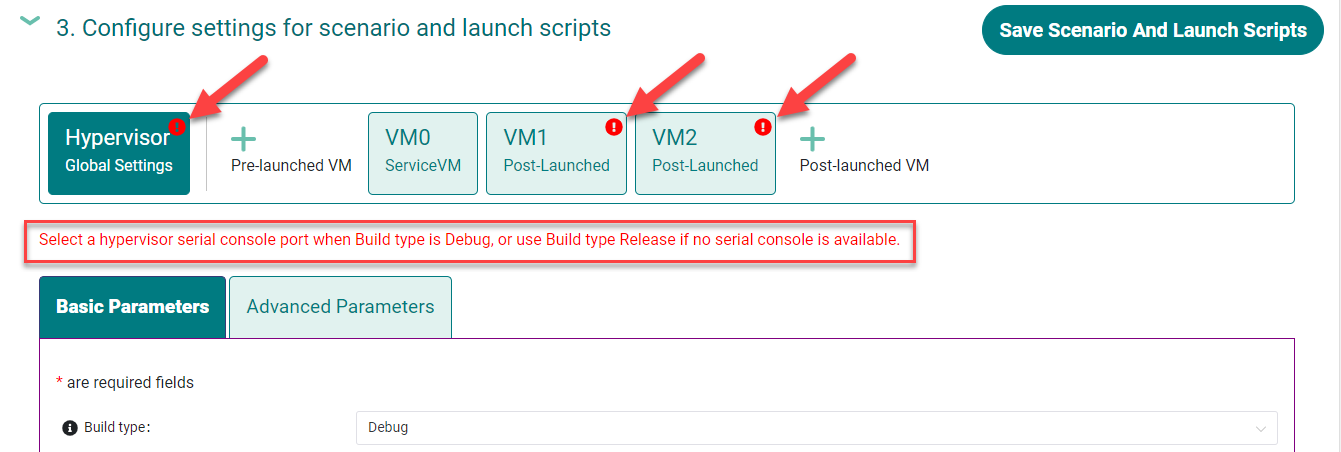 3. Configure settings for scenario and launch scripts
Save Scenario And Launch Scripts
Hypervisor
Global Settings
Pre-launched VM
VM0
ServiceVM
VM1
Post-Launched
VM2
Post-Launched
Post-launched VM
Select a hypervisor serial console port when Build type is Debug, or use Build type Release if no serial console is available.
Basic Parameters
Advanced Parameters
* are required fields
Build type:
Debug